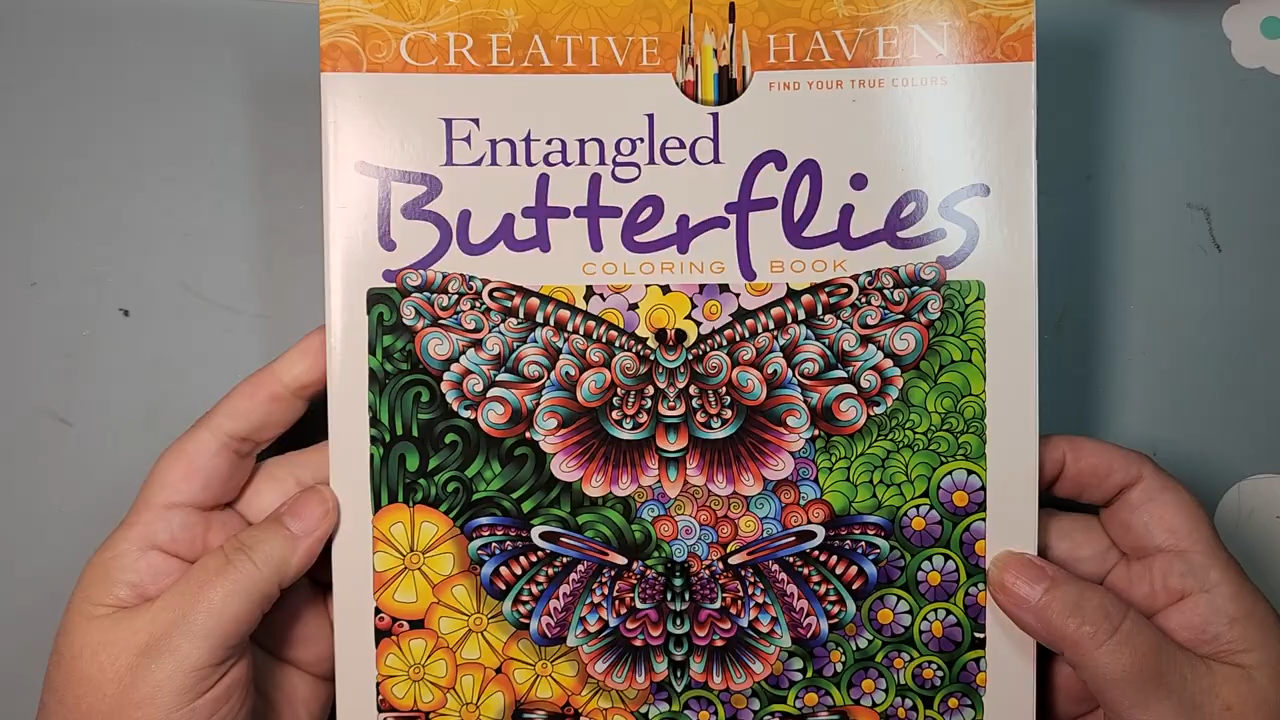 CREATIVE HAVEN
FIND YOUR TRUE COLORS
Entangled
Butterflies
COLORING BOOK